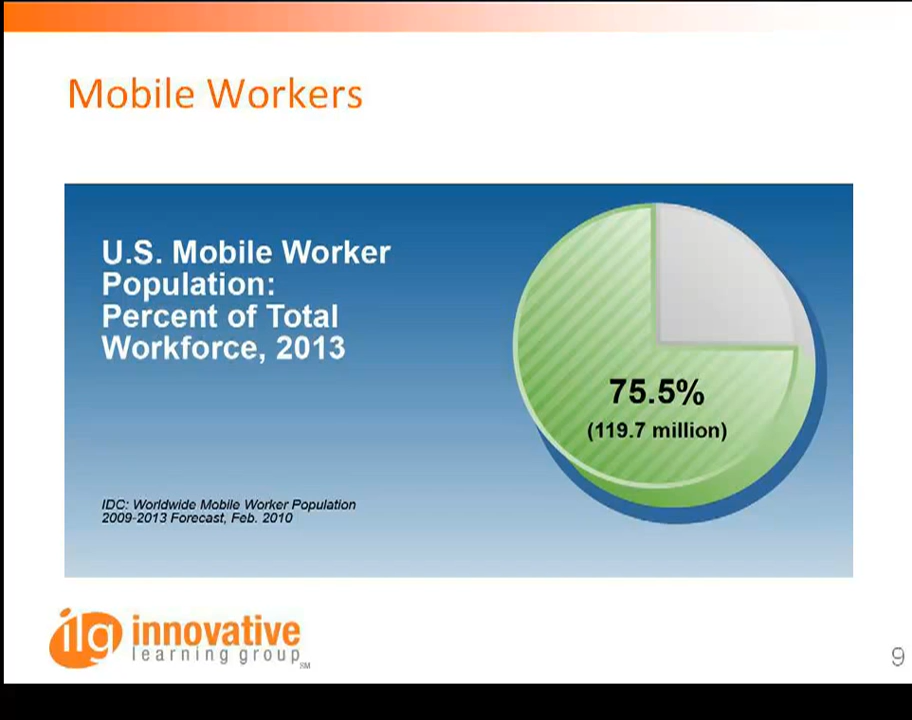 Mobile Workers
U.S. Mobile Worker
Population:
Percent of Total
Workforce, 2013
75.5%
(119.7 million)
IDC: Worldwide Mobile Worker Population
2009-2013 Forecast, Feb. 2010
ilg innovative
learning group SM
9